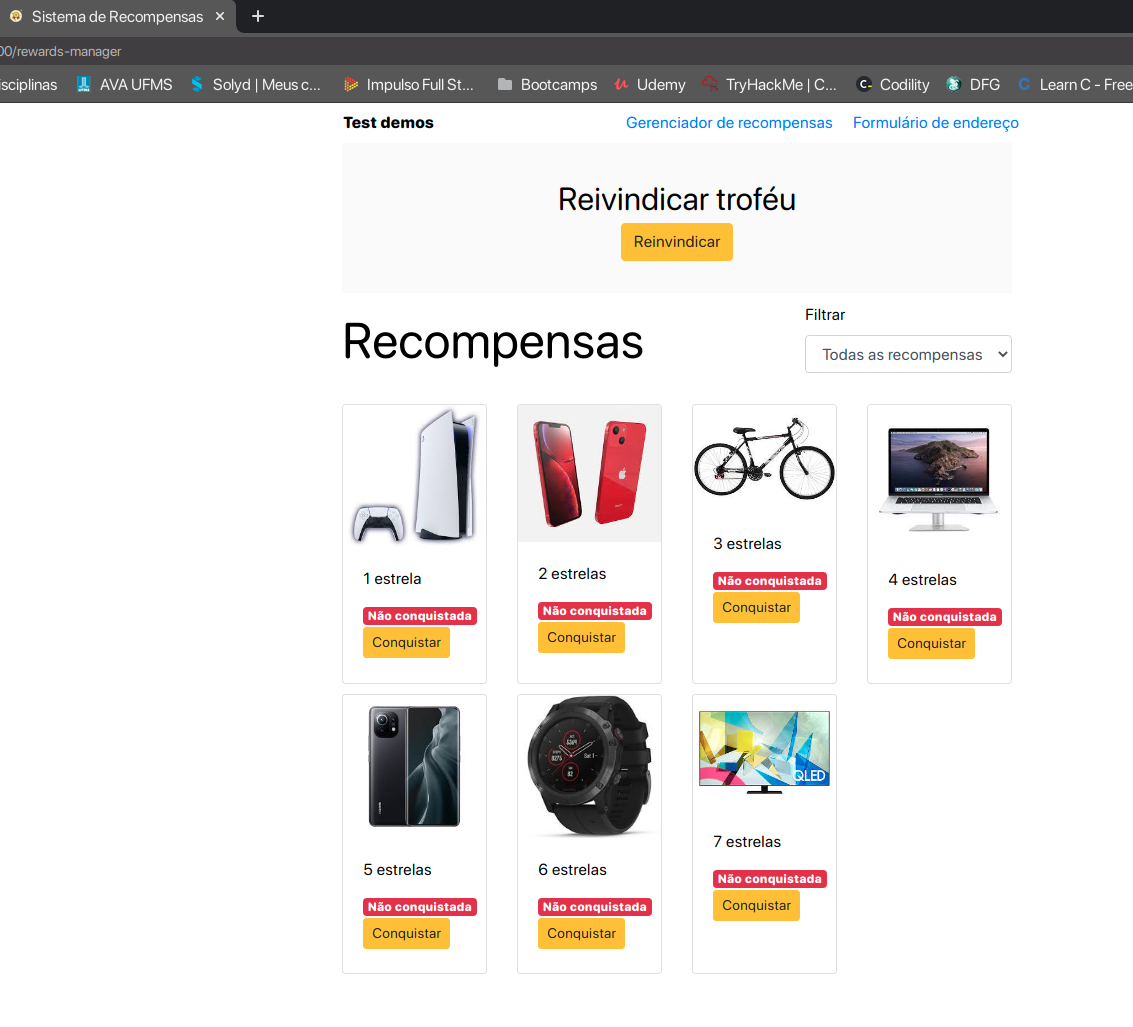 Sistema de Recompensas
00/rewards-manager
isciplinas AVA UFMS Solyd | Meus c... Impulso Full St... Bootcamps Udemy TryHackMe | C... Codility DFG Learn C - Free
Test demos Gerenciador de recompensas Formulário de endereço
Reivindicar troféu
Reinvindicar
Recompensas
Filtrar
Todas as recompensas
1 estrela
Não conquistada
Conquistar
2 estrelas
Não conquistada
Conquistar
3 estrelas
Não conquistada
Conquistar
4 estrelas
Não conquistada
Conquistar
5 estrelas
Não conquistada
Conquistar
6 estrelas
Não conquistada
Conquistar
QLED
7 estrelas
Não conquistada
Conquistar